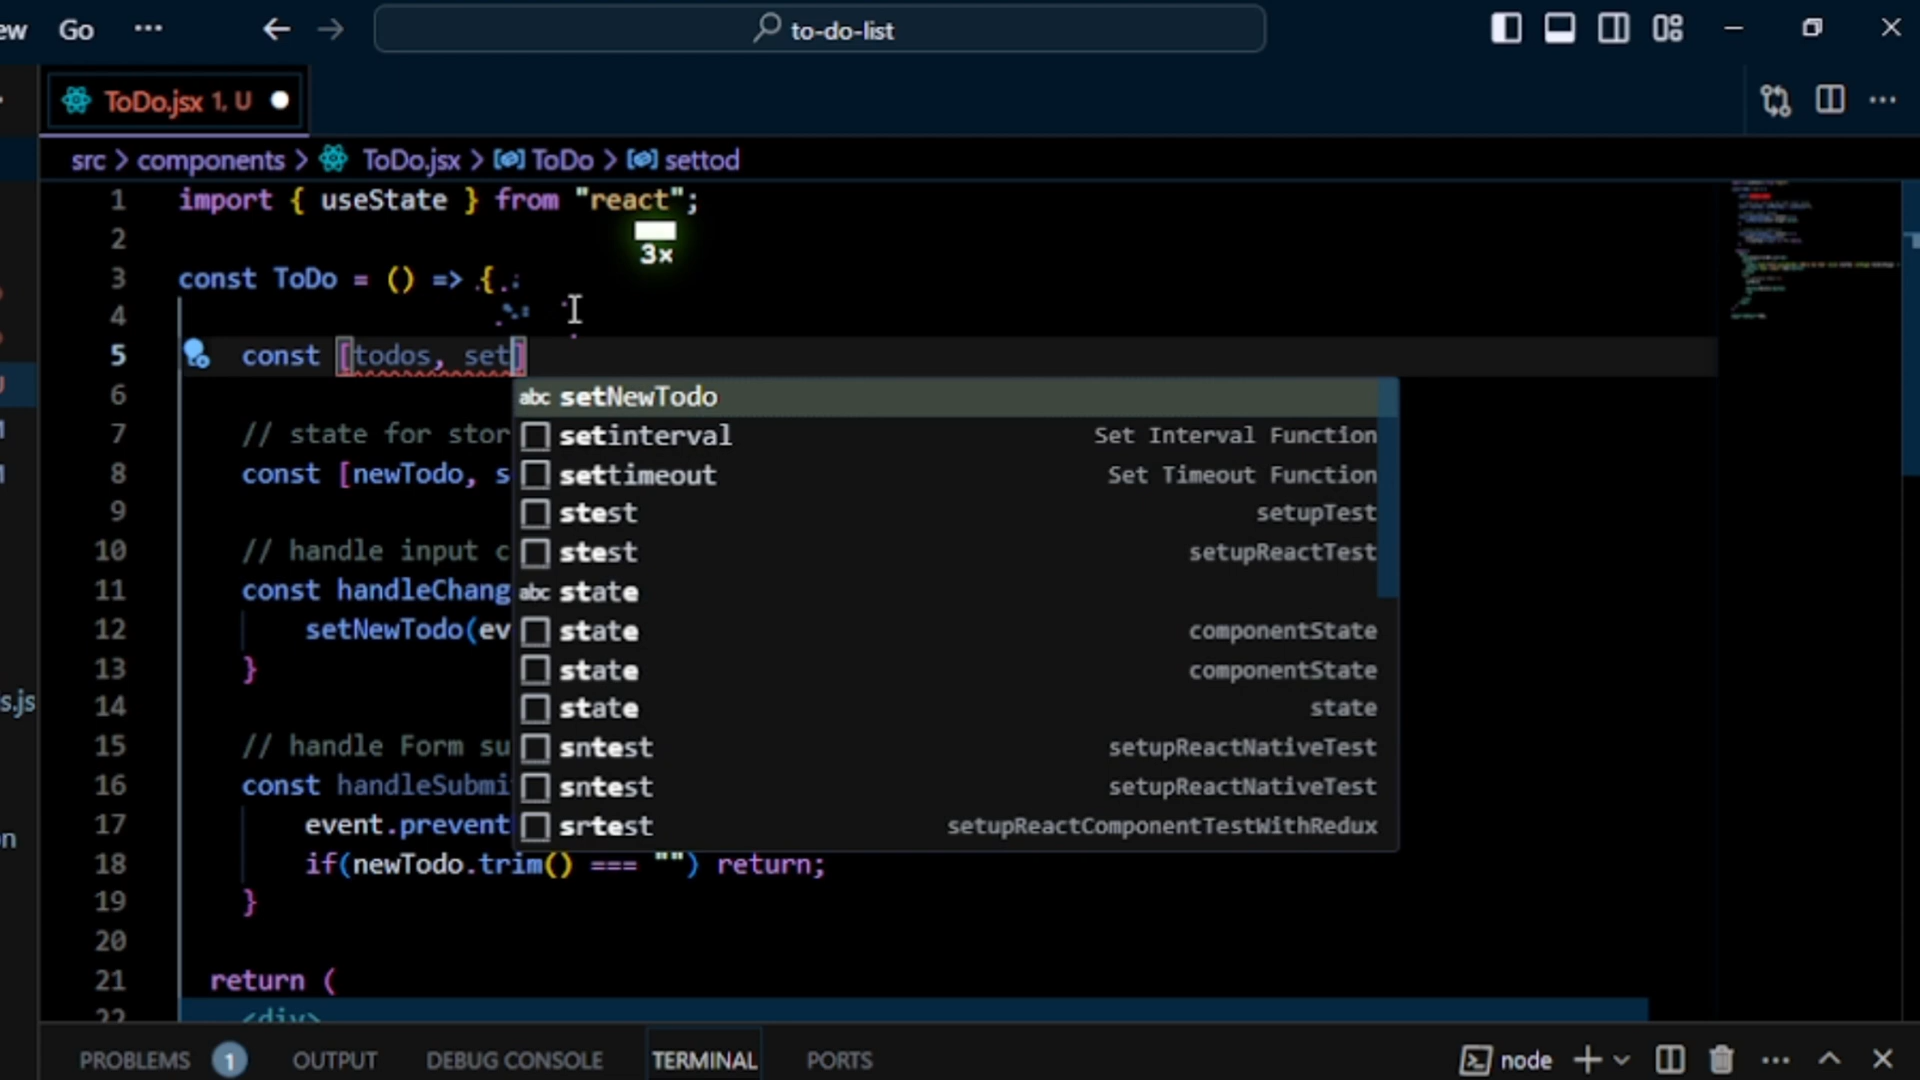 ew Go ···
to-do-list
ToDo.jsx 1, U
src > components > ToDo.jsx > ToDo > settod
1 import { useState } from "react";
2
3×
3 const ToDo = () => {
4
5 const [todos, set]
6
7 // state for stor
8 const [newTodo, s
9
10 // handle input c
11 const handleChang
12 setNewTodo(ev
13 }
14
15 // handle Form su
16 const handleSubmi
17 event.prevent
18 if(newTodo.trim() === "") return;
19 }
20
21 return (
22 <div>
abc setNewTodo
setinterval Set Interval Function
settimeout Set Timeout Function
stest setupTest
stest setupReactTest
abc state
state componentState
state componentState
state state
sntest setupReactNativeTest
sntest setupReactNativeTest
srtest setupReactComponentTestWithRedux
s.js
on
PROBLEMS 1 OUTPUT DEBUG CONSOLE TERMINAL PORTS
node